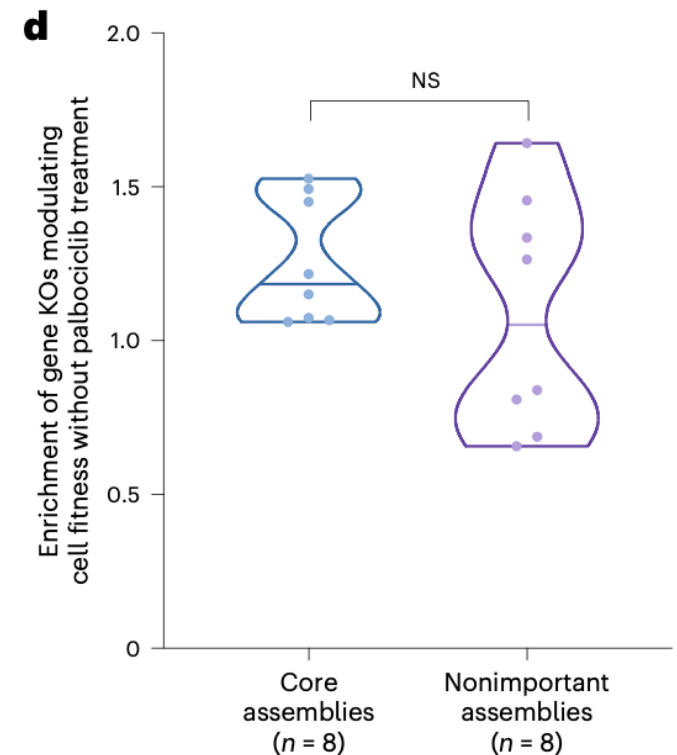 d
Enrichment of gene KOs modulating
cell fitness without palbociclib treatment
2.0
1.5
1.0
0.5
0
NS
Core
assemblies
(n = 8)
Nonimportant
assemblies
(n = 8)